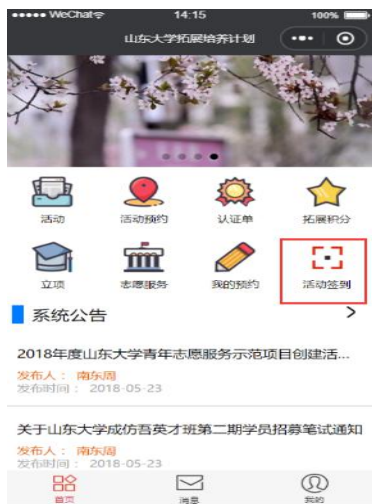 WeChat 14:15 100%
山东大学拓展培养计划
活动 活动预约 认证单 拓展积分
立项 志愿服务 我的预约 活动签到
系统公告
2018年度山东大学青年志愿服务示范项目创建活...
发布人： 南东周
发布时间： 2018-05-23
关于山东大学成仿吾英才班第二期学员招募笔试通知
发布人： 南东周
发布时间： 2018-05-23
首页 消息 我的